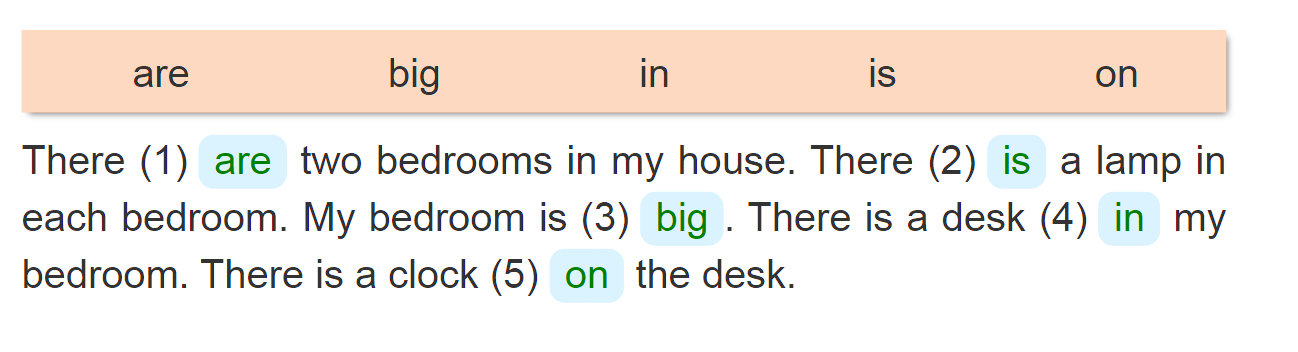 are big in is on
There (1) are two bedrooms in my house. There (2) is a lamp in
each bedroom. My bedroom is (3) big . There is a desk (4) in my
bedroom. There is a clock (5) on the desk.